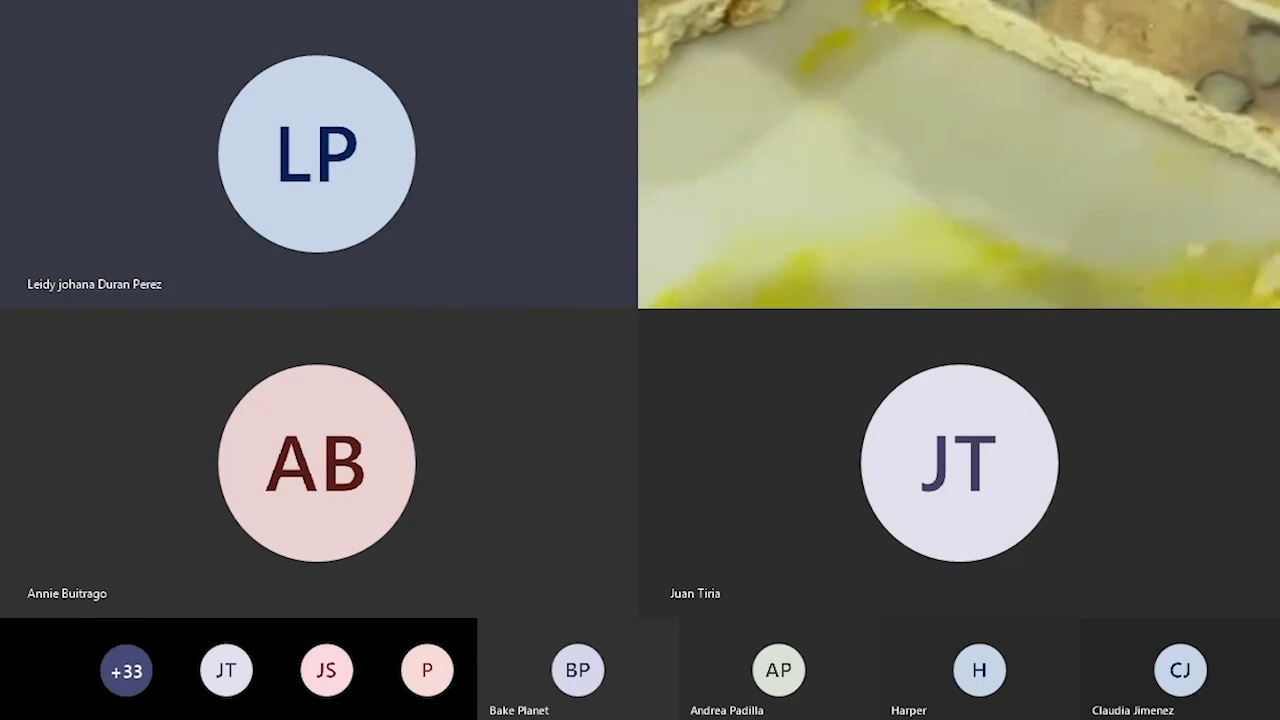 LP
Leidy johana Duran Perez
AB
Annie Buitrago
JT
Juan Tiria
+33
JT
JS
P
BP
Bake Planet
AP
Andrea Padilla
H
Harper
CJ
Claudia Jimenez